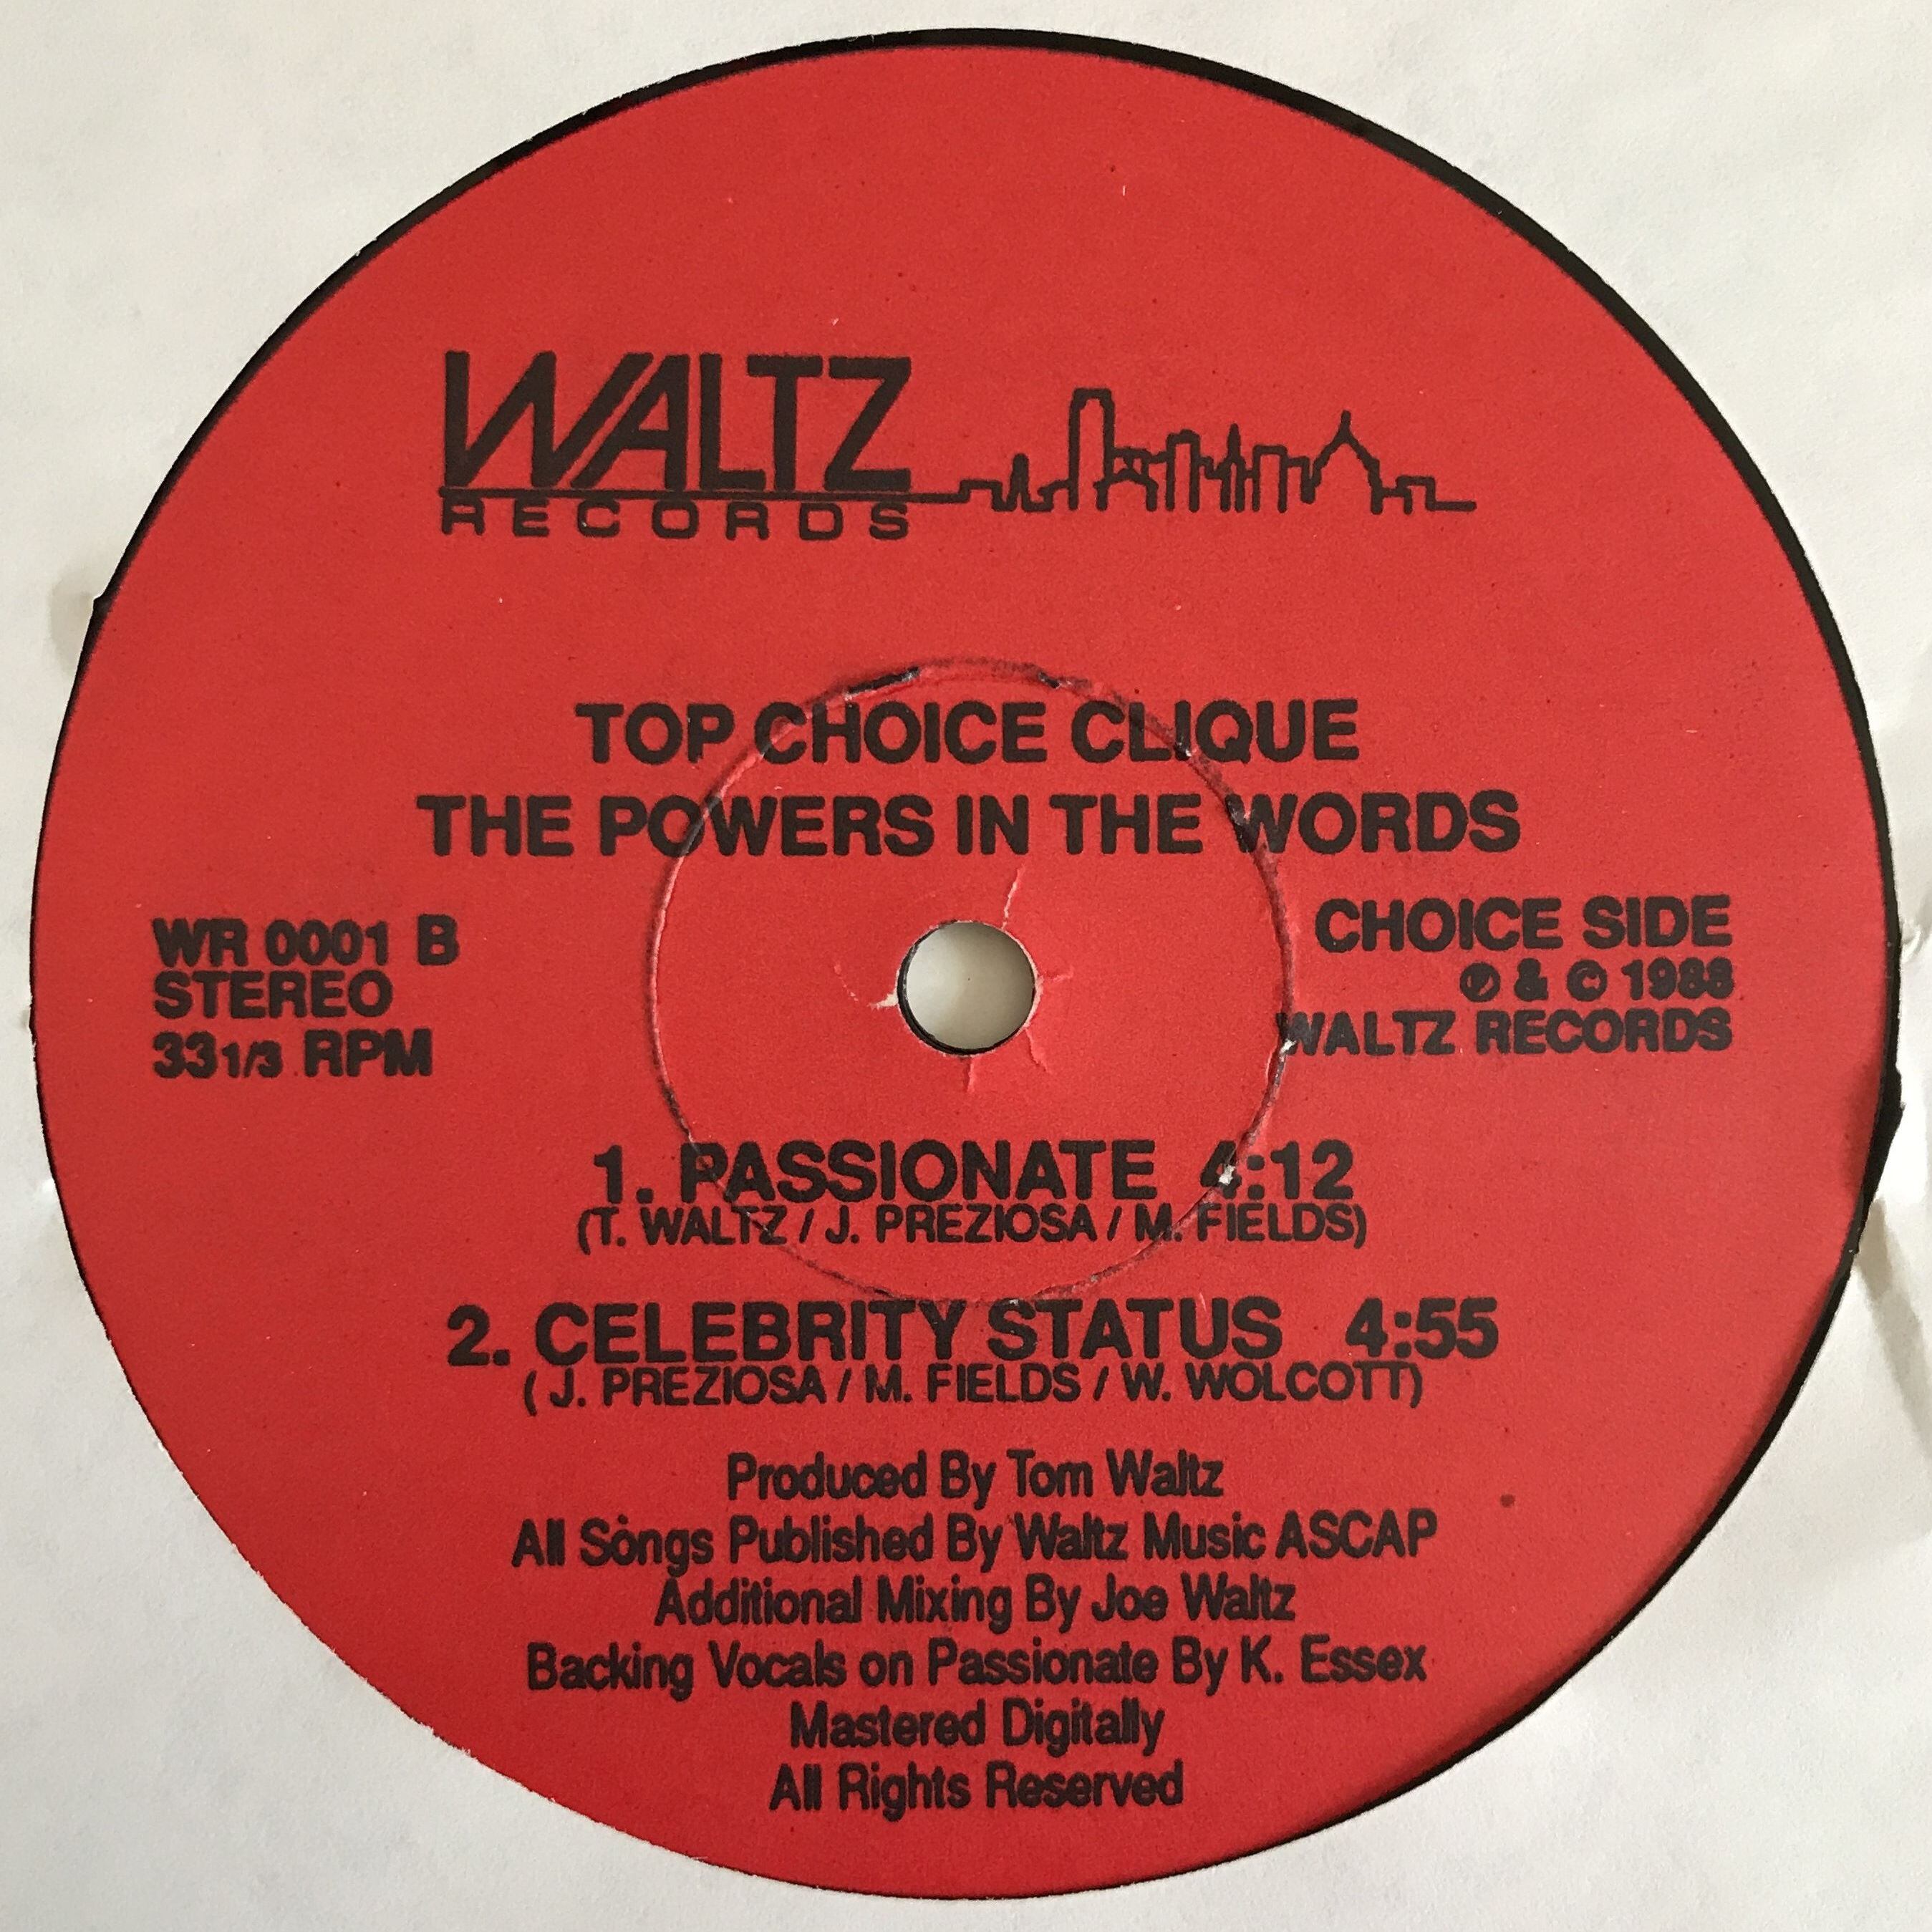 WALTZ
RECORDS
TOP CHOICE CLIQUE
THE POWERS IN THE WORDS
WR 0001 B
STEREO
33 1/3 RPM
CHOICE SIDE
℗ & © 1988
WALTZ RECORDS
1. PASSIONATE 4:12
(T. WALTZ / J. PREZIOSA / M. FIELDS)
2. CELEBRITY STATUS 4:55
( J. PREZIOSA / M. FIELDS / W. WOLCOTT)
Produced By Tom Waltz
All Songs Published By Waltz Music ASCAP
Additional Mixing By Joe Waltz
Backing Vocals on Passionate By K. Essex
Mastered Digitally
All Rights Reserved